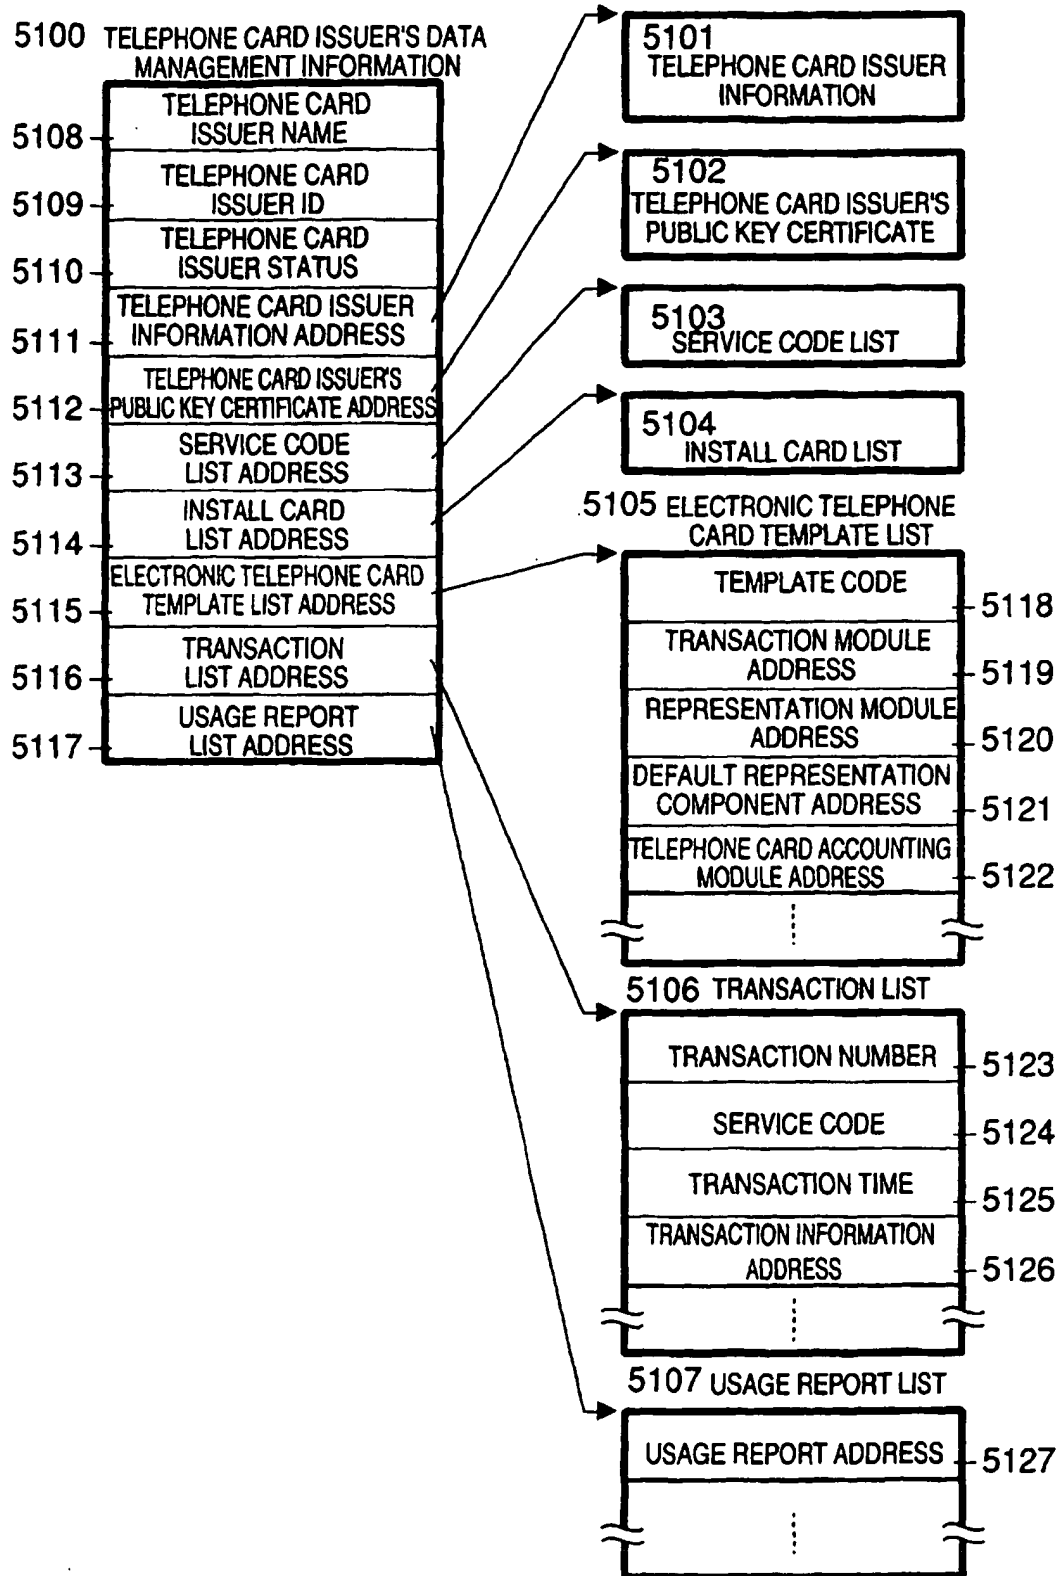 5100 TELEPHONE CARD ISSUER'S DATA
MANAGEMENT INFORMATION
TELEPHONE CARD
ISSUER NAME
5108
TELEPHONE CARD
ISSUER ID
5109
TELEPHONE CARD
ISSUER STATUS
5110
TELEPHONE CARD ISSUER
INFORMATION ADDRESS
5111
TELEPHONE CARD ISSUER'S
PUBLIC KEY CERTIFICATE ADDRESS
5112
SERVICE CODE
LIST ADDRESS
5113
INSTALL CARD
LIST ADDRESS
5114
ELECTRONIC TELEPHONE CARD
TEMPLATE LIST ADDRESS
5115
TRANSACTION
LIST ADDRESS
5116
USAGE REPORT
LIST ADDRESS
5117
5101
TELEPHONE CARD ISSUER
INFORMATION
5102
TELEPHONE CARD ISSUER'S
PUBLIC KEY CERTIFICATE
5103
SERVICE CODE LIST
5104
INSTALL CARD LIST
5105 ELECTRONIC TELEPHONE
CARD TEMPLATE LIST
TEMPLATE CODE
5118
TRANSACTION MODULE
ADDRESS
5119
REPRESENTATION MODULE
ADDRESS
5120
DEFAULT REPRESENTATION
COMPONENT ADDRESS
5121
TELEPHONE CARD ACCOUNTING
MODULE ADDRESS
5122
5106 TRANSACTION LIST
TRANSACTION NUMBER
5123
SERVICE CODE
5124
TRANSACTION TIME
5125
TRANSACTION INFORMATION
ADDRESS
5126
5107 USAGE REPORT LIST
USAGE REPORT ADDRESS
5127